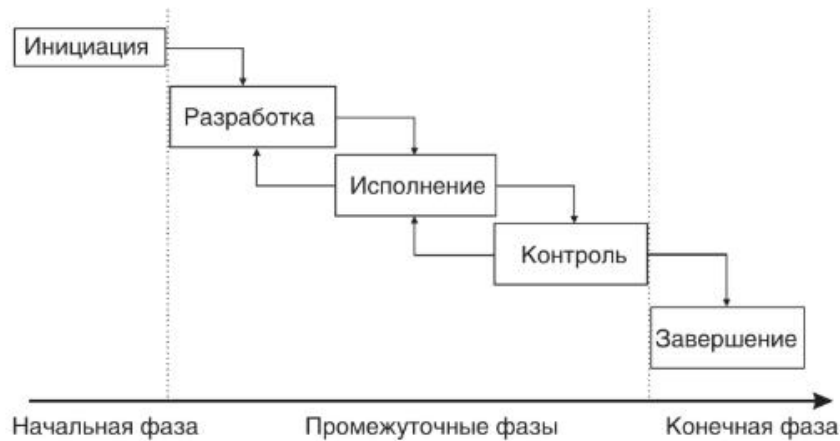 Инициация
Разработка
Исполнение
Контроль
Завершение
Начальная фаза
Промежуточные фазы
Конечная фаза